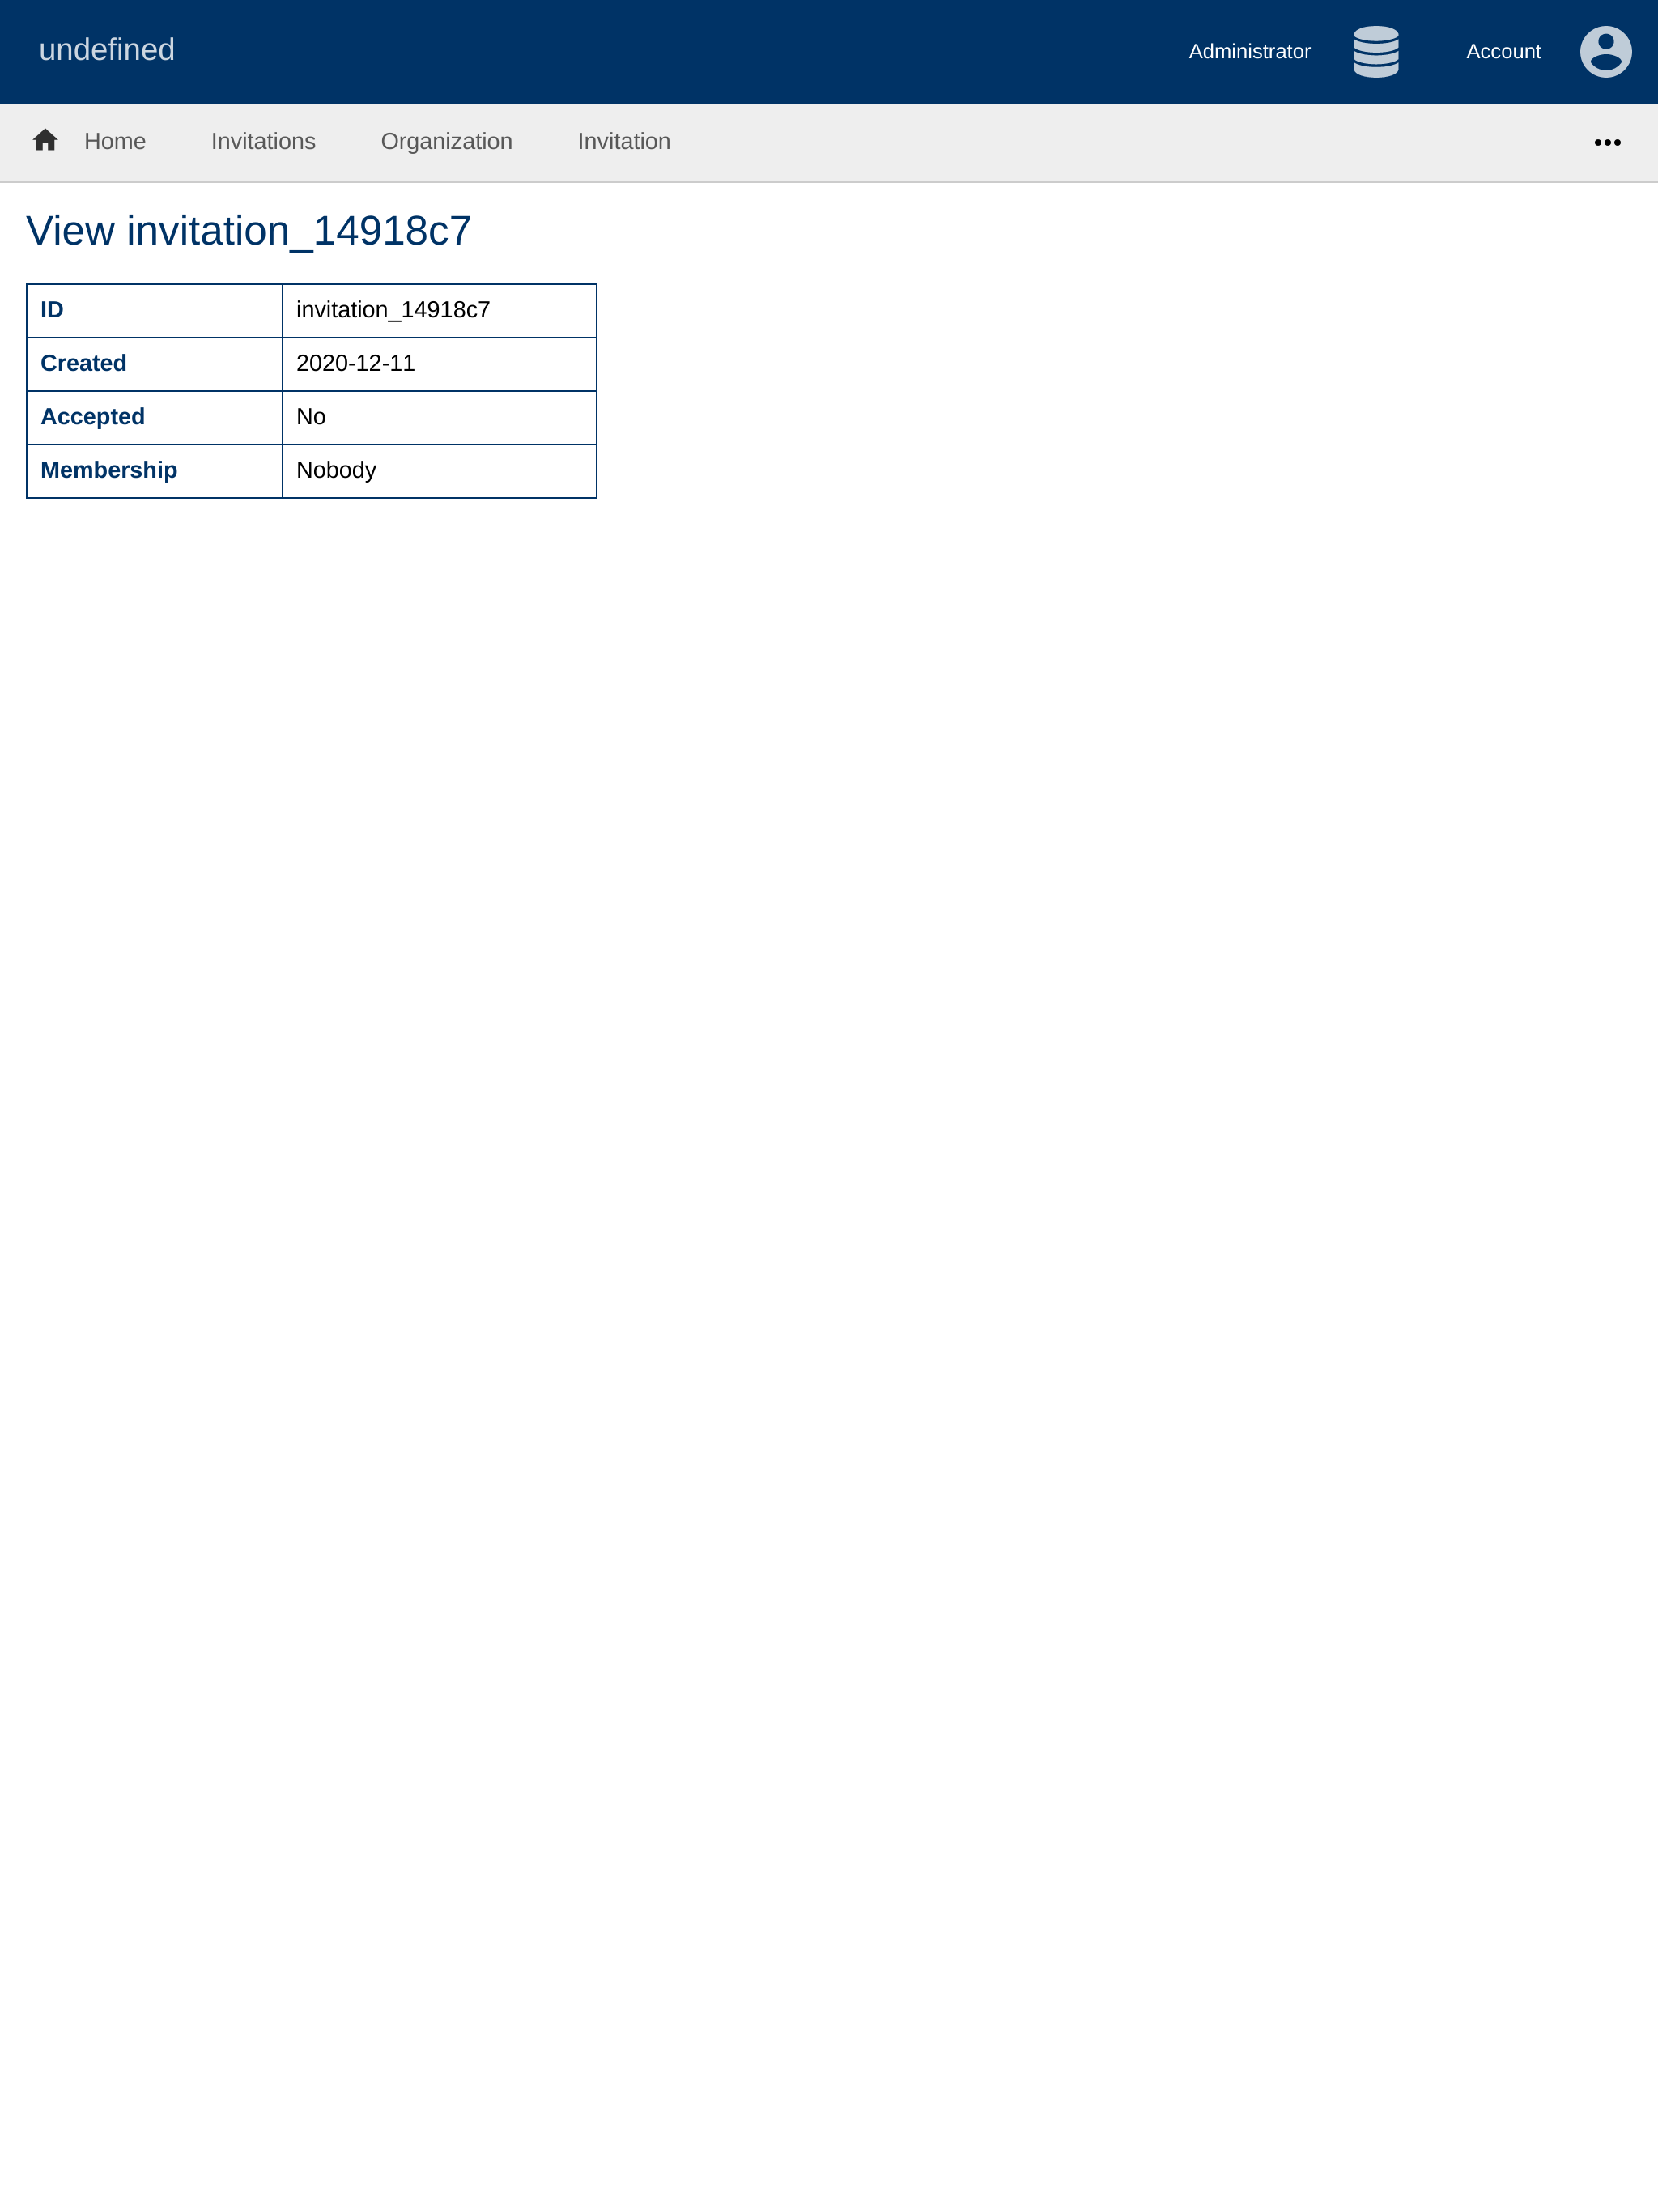 undefined
Administrator Account
Home Invitations Organization Invitation
View invitation_14918c7
ID invitation_14918c7
Created 2020-12-11
Accepted No
Membership Nobody